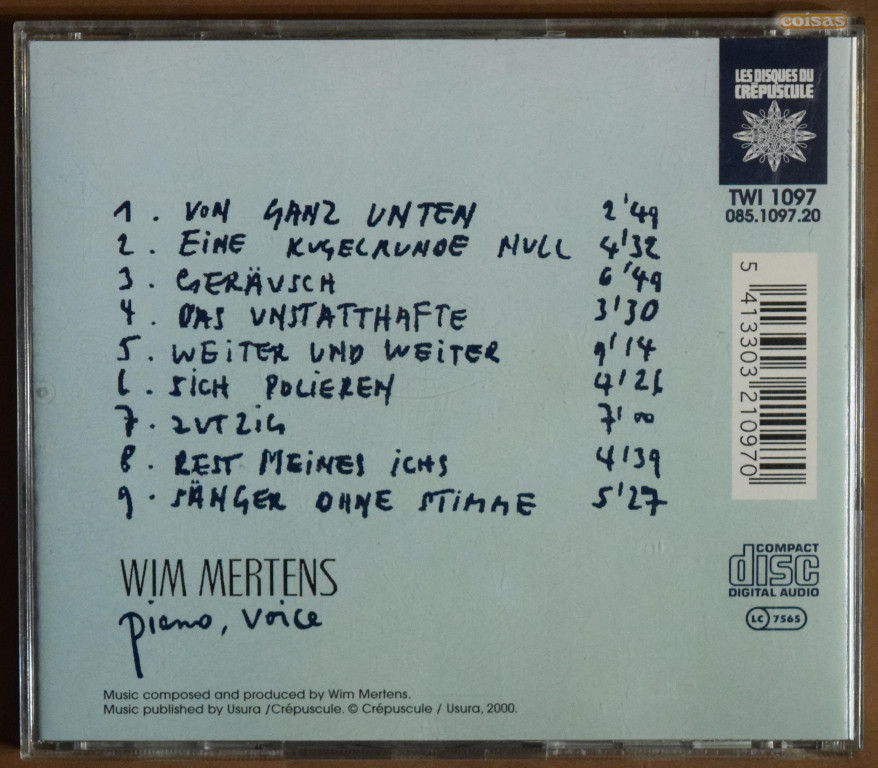 coisas
LES DISQUES DU
CRÉPUSCULE
TWI 1097
085.1097.20
1. VON GANZ UNTEN 2'49
2. EINE KUGELRUNDE NULL 4'32
3. GERÄUSCH 6'49
4. DAS UNSTATTHAFTE 3'30
5. WEITER UND WEITER 9'14
6. SICH POLIEREN 4'26
7. ZUTZIG 7'00
8. REST MEINES ICHS 4'39
9. SÄNGER OHNE STIMME 5'27
5 413303 210970
WIM MERTENS
piano, voice
COMPACT
disc
DIGITAL AUDIO
LC 7565
Music composed and produced by Wim Mertens.
Music published by Usura /Crépuscule. © Crépuscule / Usura, 2000.